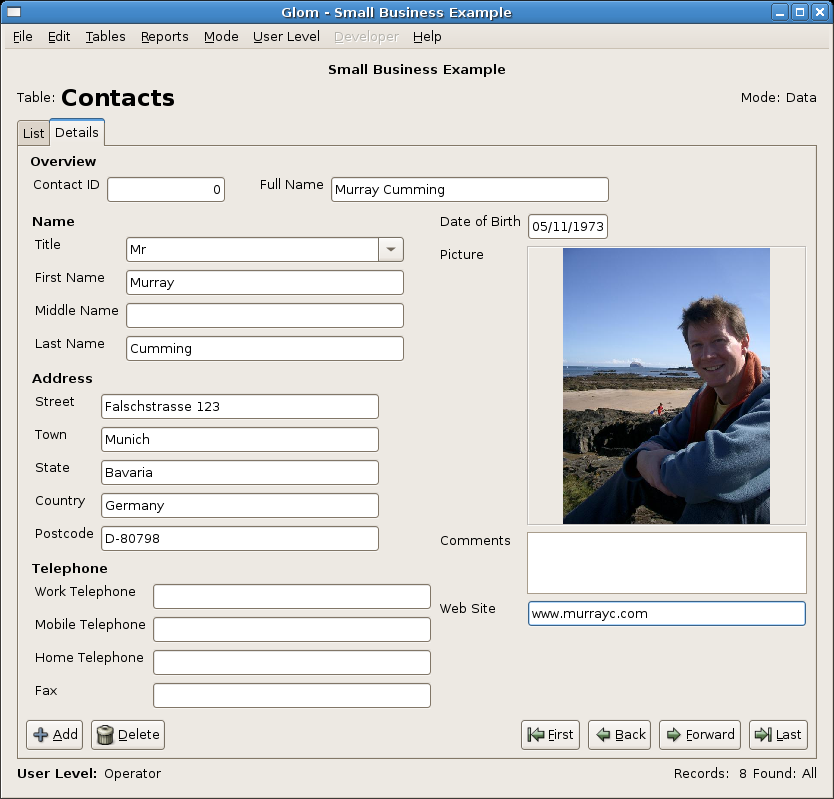 Glom - Small Business Example
File Edit Tables Reports Mode User Level Developer Help
Small Business Example
Table: Contacts
Mode: Data
List Details
Overview
Contact ID 0 Full Name Murray Cumming
Name
Title Mr
First Name Murray
Middle Name
Last Name Cumming
Address
Street Falschstrasse 123
Town Munich
State Bavaria
Country Germany
Postcode D-80798
Telephone
Work Telephone
Mobile Telephone
Home Telephone
Fax
Date of Birth 05/11/1973
Picture
Comments
Web Site www.murrayc.com
Add Delete First Back Forward Last
User Level: Operator
Records: 8 Found: All